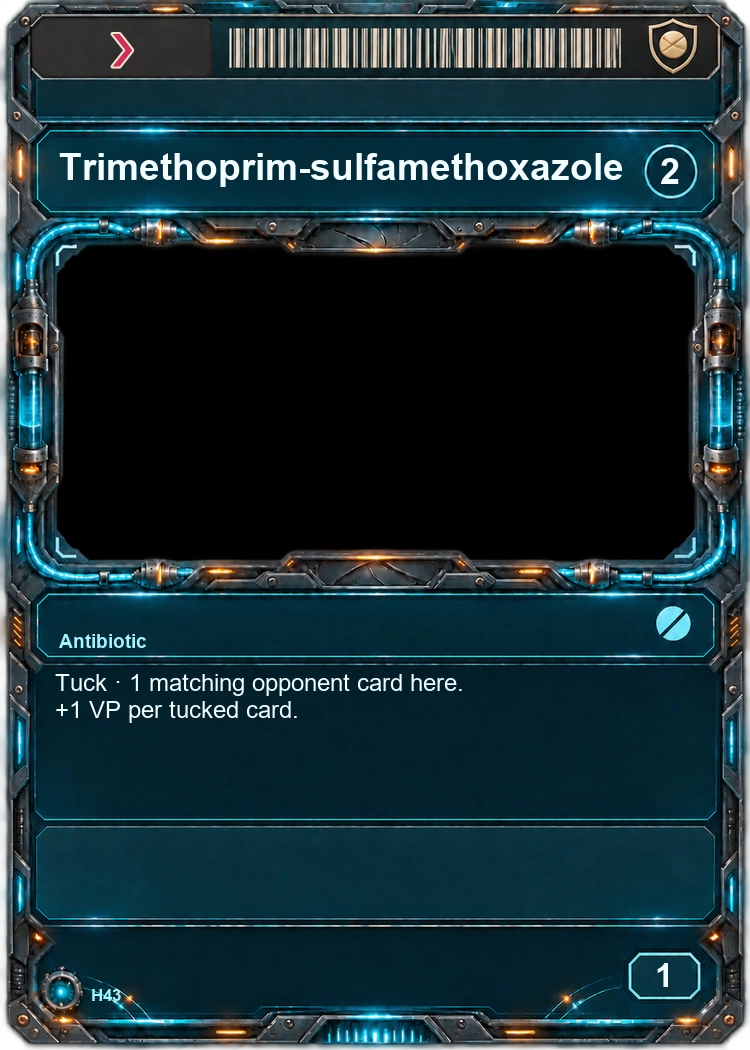 Trimethoprim-sulfamethoxazole 2
Antibiotic
Tuck · 1 matching opponent card here.
+1 VP per tucked card.
H43
1